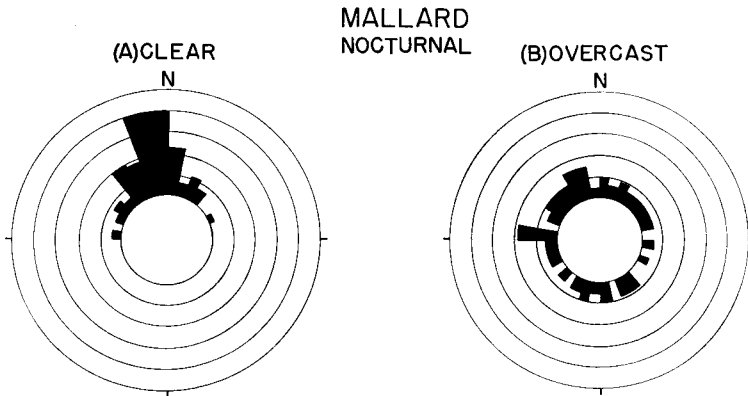 MALLARD
NOCTURNAL
(A)CLEAR
N
(B)OVERCAST
N